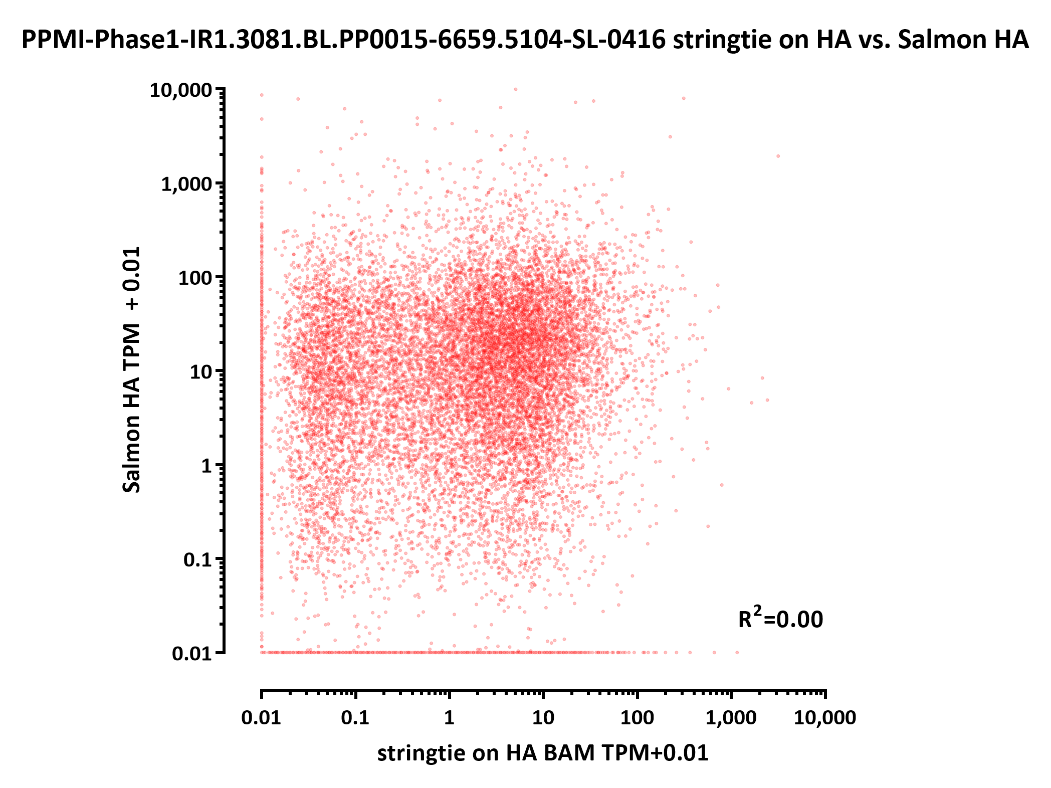 PPMI-Phase1-IR1.3081.BL.PP0015-6659.5104-SL-0416 stringtie on HA vs. Salmon HA
10,000
1,000
100
10
1
0.1
0.01
Salmon HA TPM + 0.01
R²=0.00
0.01 0.1 1 10 100 1,000 10,000
stringtie on HA BAM TPM+0.01